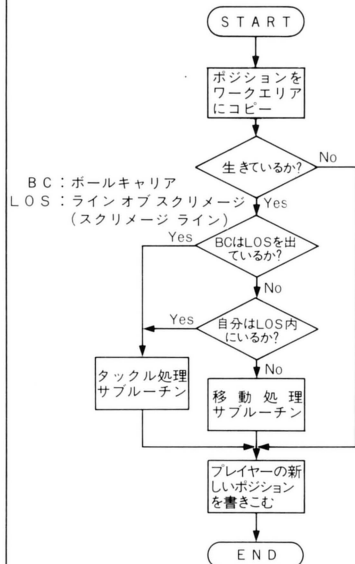 START
ポジションを
ワークエリア
にコピー
生きているか?
No
Yes
BC:ボールキャリア
LOS:ライン オブ スクリメージ
(スクリメージ ライン)
BCはLOSを出
ているか?
Yes
No
自分はLOS内
にいるか?
Yes
No
タックル処理
サブルーチン
移動処理
サブルーチン
プレイヤーの新
しいポジション
を書きこむ
END